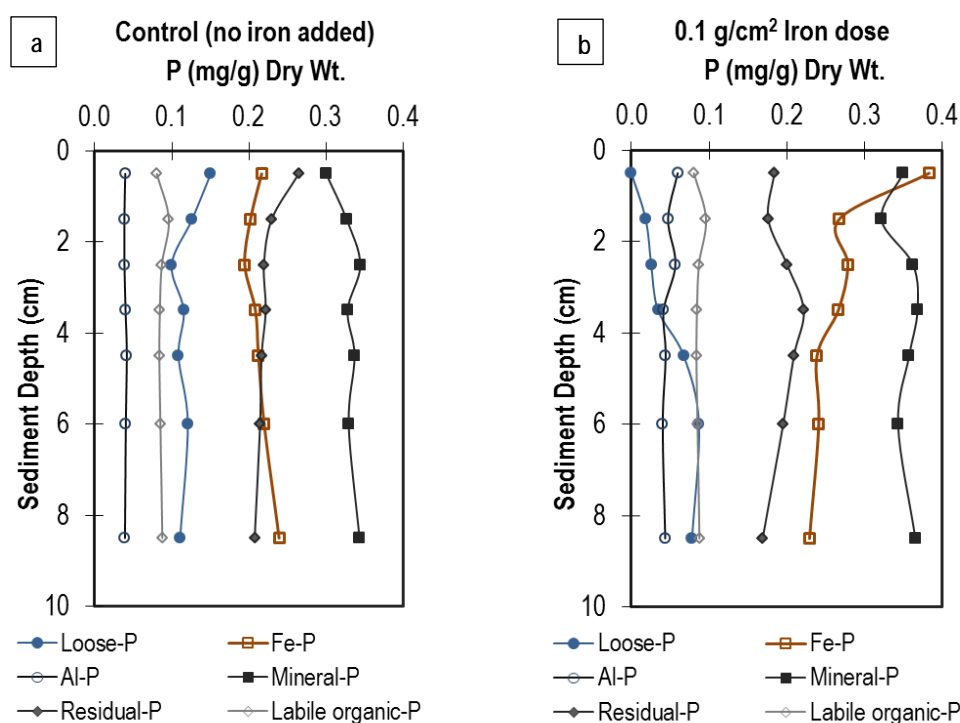 a
Control (no iron added)
P (mg/g) Dry Wt.
0.0 0.1 0.2 0.3 0.4
0
2
4
6
8
10
Sediment Depth (cm)
Loose-P Fe-P
Al-P Mineral-P
Residual-P Labile organic-P
b
0.1 g/cm² Iron dose
P (mg/g) Dry Wt.
0.0 0.1 0.2 0.3 0.4
0
2
4
6
8
10
Sediment Depth (cm)
Loose-P Fe-P
Al-P Mineral-P
Residual-P Labile organic-P